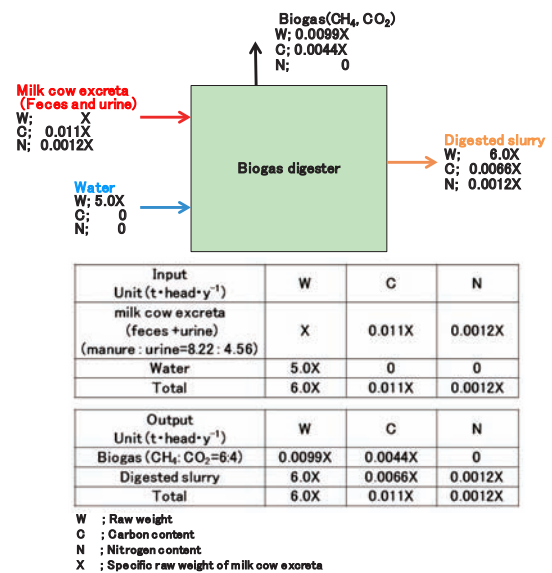 Biogas(CH₄, CO₂)
W; 0.0099X
C; 0.0044X
N; 0
Milk cow excreta
(Feces and urine)
W; X
C; 0.011X
N; 0.0012X
Water
W; 5.0X
C; 0
N; 0
Biogas digester
Digested slurry
W; 6.0X
C; 0.0066X
N; 0.0012X
Input
Unit (t･head･y⁻¹) W C N
milk cow excreta
(feces +urine) X 0.011X 0.0012X
(manure : urine=8.22 : 4.56)
Water 5.0X 0 0
Total 6.0X 0.011X 0.0012X
Output
Unit (t･head･y⁻¹) W C N
Biogas (CH₄: CO₂=6:4) 0.0099X 0.0044X 0
Digested slurry 6.0X 0.0066X 0.0012X
Total 6.0X 0.011X 0.0012X
W ; Raw weight
C ; Carbon content
N ; Nitrogen content
X ; Specific raw weight of milk cow excreta